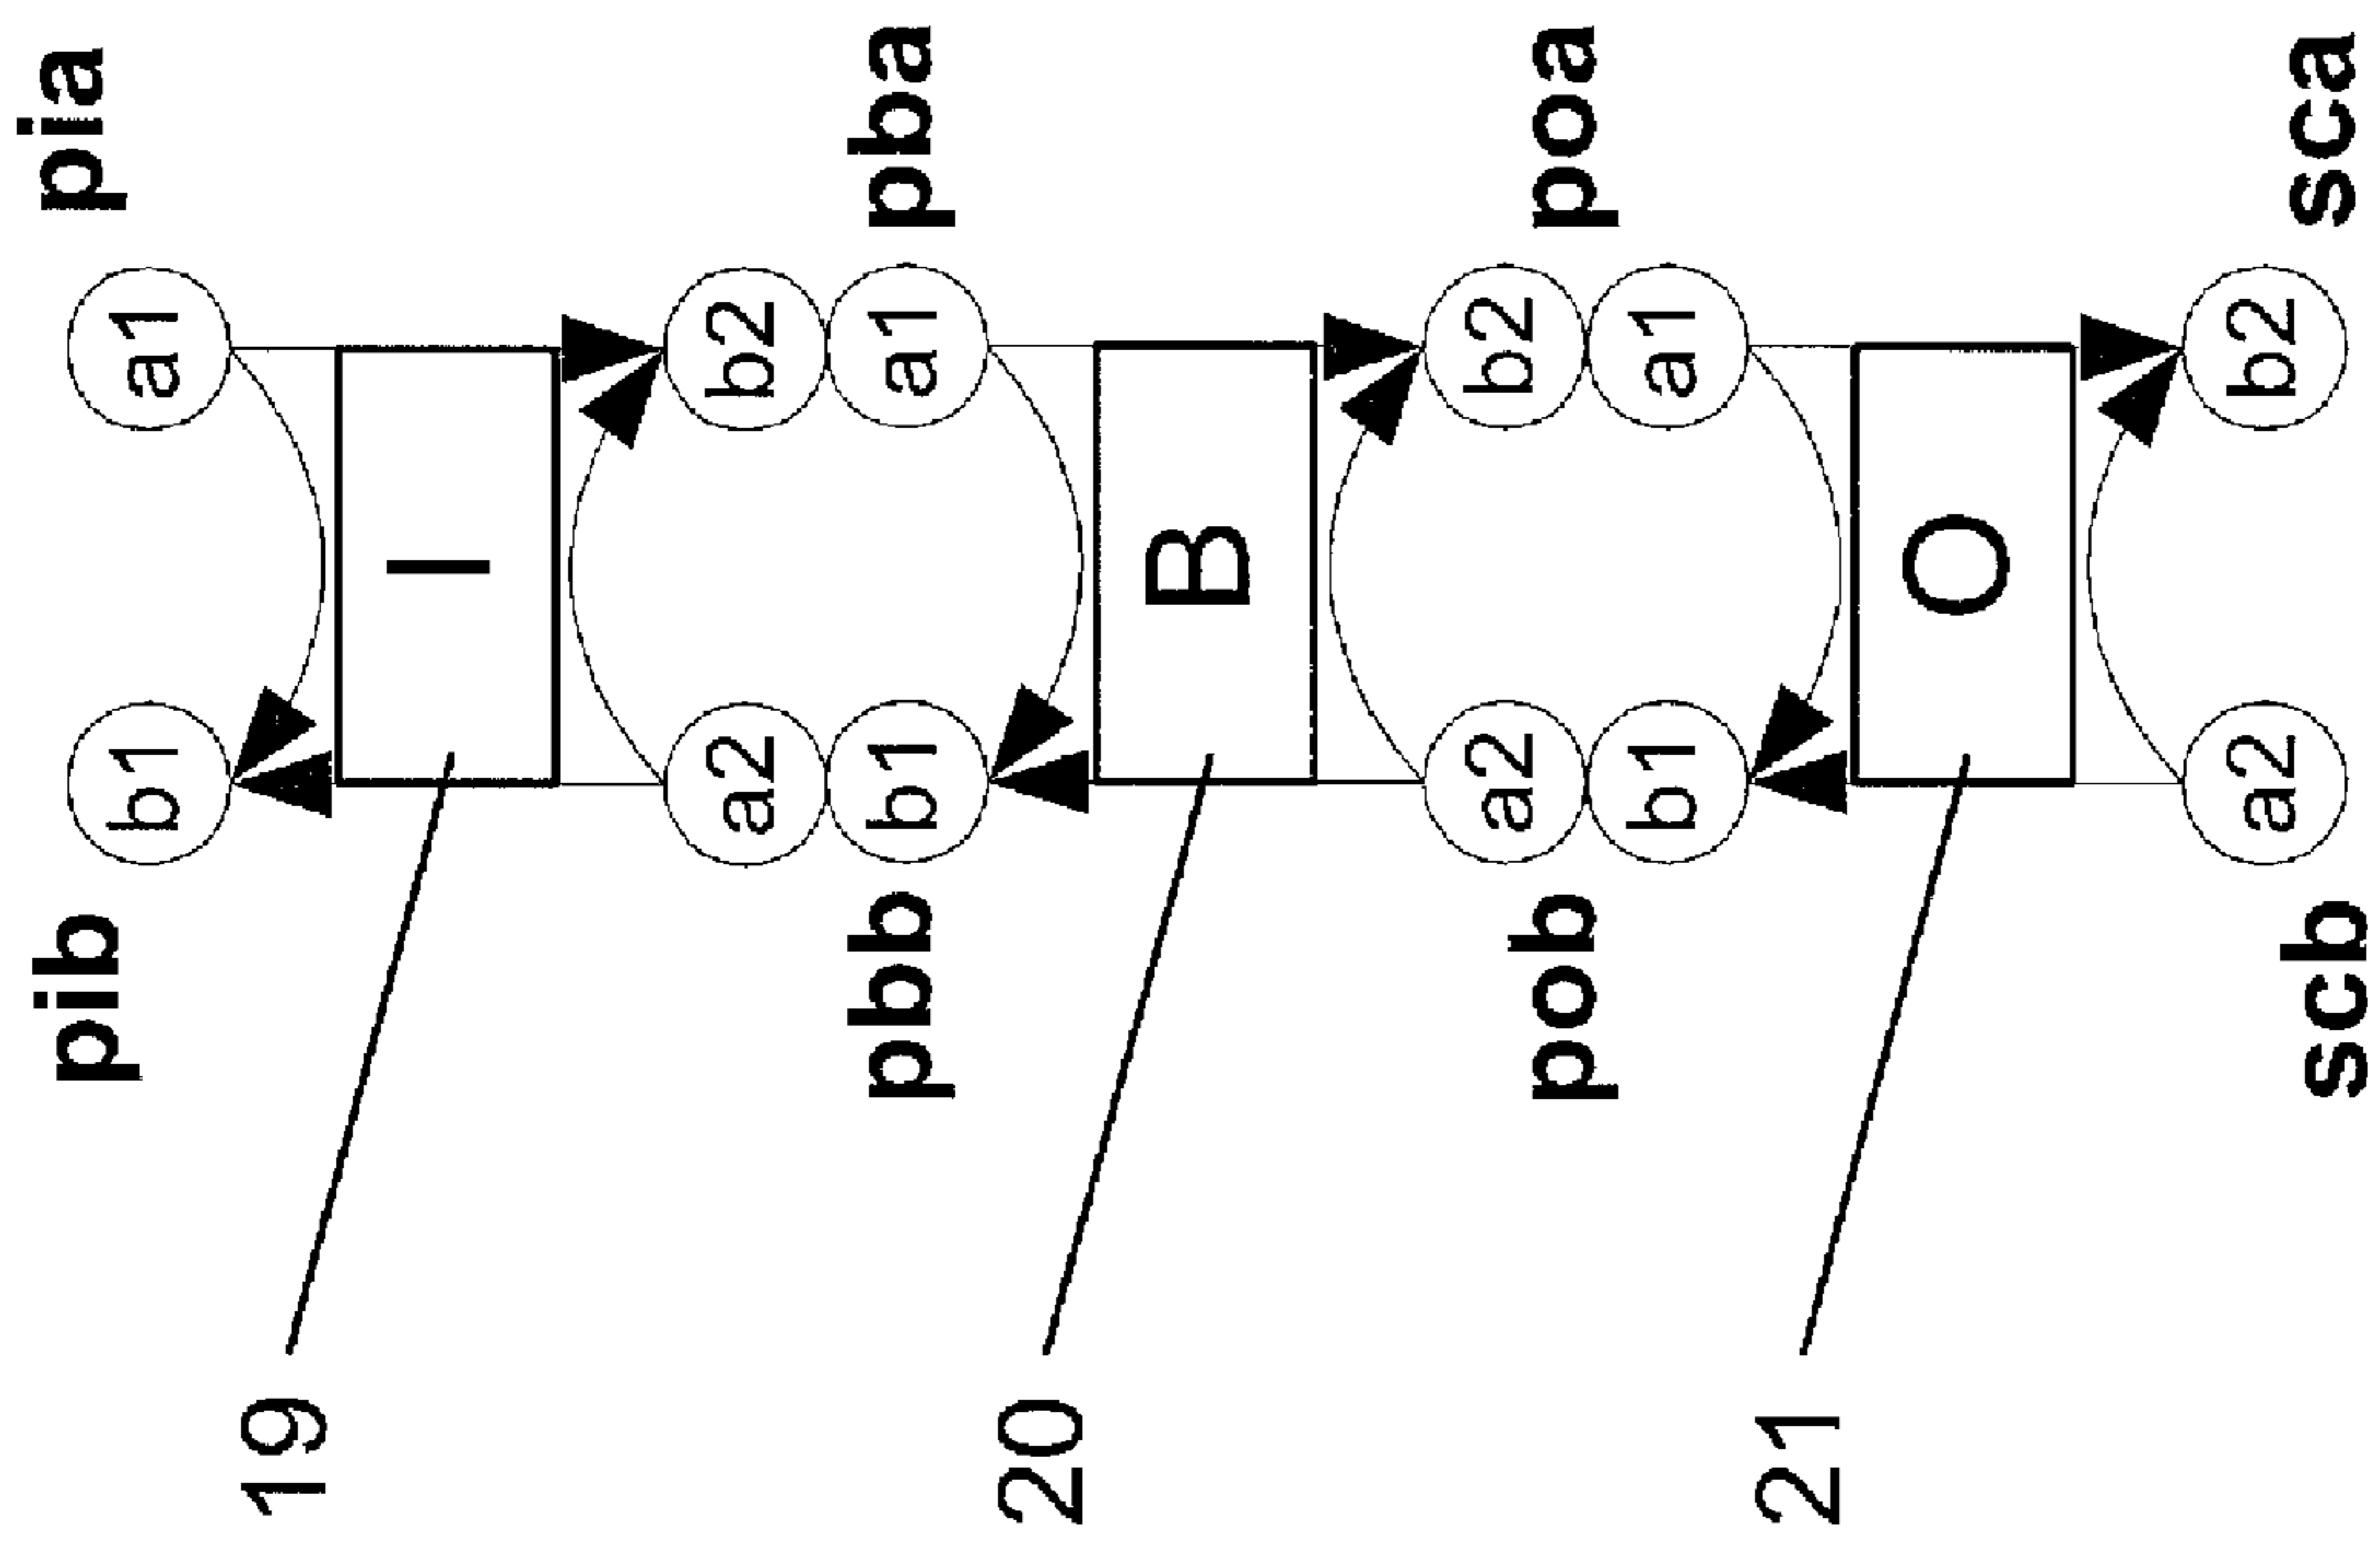 pib pia
b1 a1
19
I
a2 b2
pbb b1 a1 pba
20
B
a2 b2
pob poa
b1 a1
21
O
a2 b2
scb sca